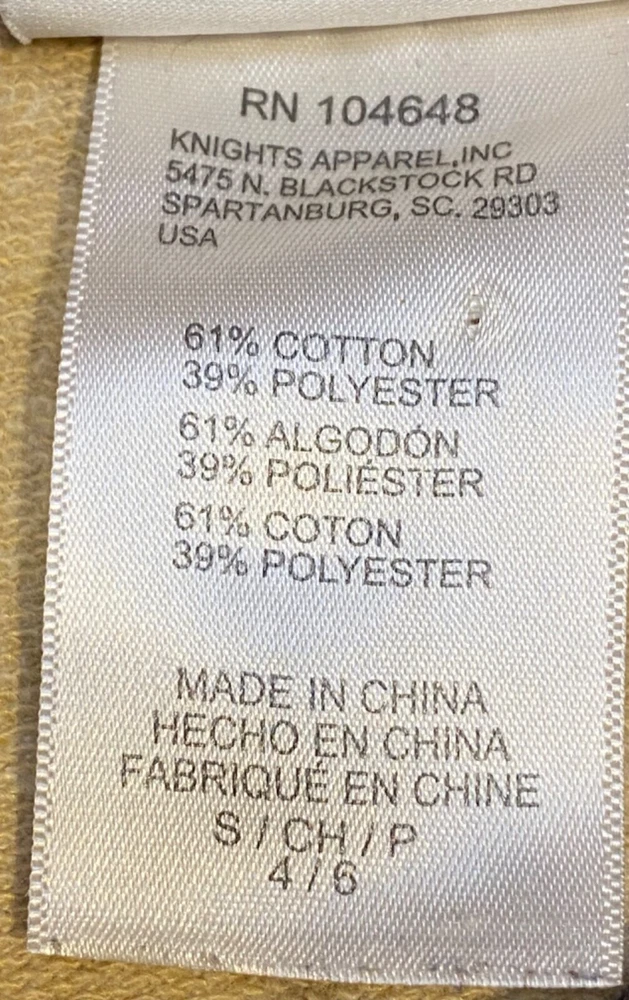 RN 104648
KNIGHTS APPAREL,INC
5475 N. BLACKSTOCK RD
SPARTANBURG, SC. 29303
USA
61% COTTON
39% POLYESTER
61% ALGODÓN
39% POLIÉSTER
61% COTON
39% POLYESTER
MADE IN CHINA
HECHO EN CHINA
FABRIQUÉ EN CHINE
S / CH / P
4 / 6